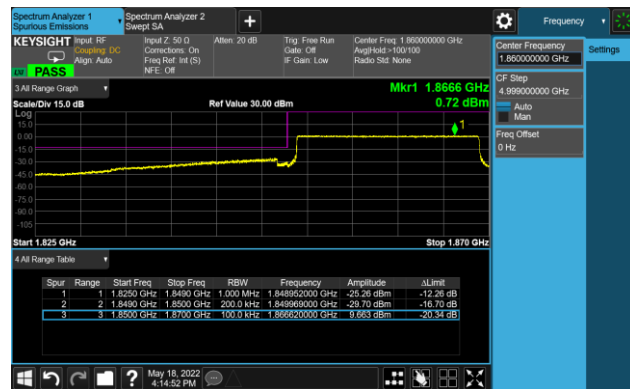 Spectrum Analyzer 1
Spurious Emissions
Spectrum Analyzer 2
Swept SA
Frequency
KEYSIGHT
Input: RF
Coupling: DC
Align: Auto
Input Z: 50 Ω
Corrections: On
Freq Ref: Int (S)
NFE: Off
Atten: 20 dB
Trig: Free Run
Gate: Off
IF Gain: Low
Center Freq: 1.860000000 GHz
Avg|Hold:>100/100
Radio Std: None
PASS
Center Frequency
1.860000000 GHz
Settings
CF Step
4.999000000 GHz
Auto
Man
Freq Offset
0 Hz
3 All Range Graph
Mkr1 1.8666 GHz
Scale/Div 15.0 dB
Ref Value 30.00 dBm
0.72 dBm
Log
15.0
0.00
-15.0
-30.0
-45.0
-60.0
-75.0
-90.0
-105
1
Start 1.825 GHz
Stop 1.870 GHz
4 All Range Table
Spur Range Start Freq Stop Freq RBW Frequency Amplitude ΔLimit
1 1 1.8250 GHz 1.8490 GHz 1.000 MHz 1.848952000 GHz -25.26 dBm -12.26 dB
2 2 1.8490 GHz 1.8500 GHz 200.0 kHz 1.849969000 GHz -29.70 dBm -16.70 dB
3 3 1.8500 GHz 1.8700 GHz 100.0 kHz 1.866620000 GHz 9.663 dBm -20.34 dB
?
May 18, 2022
4:14:52 PM